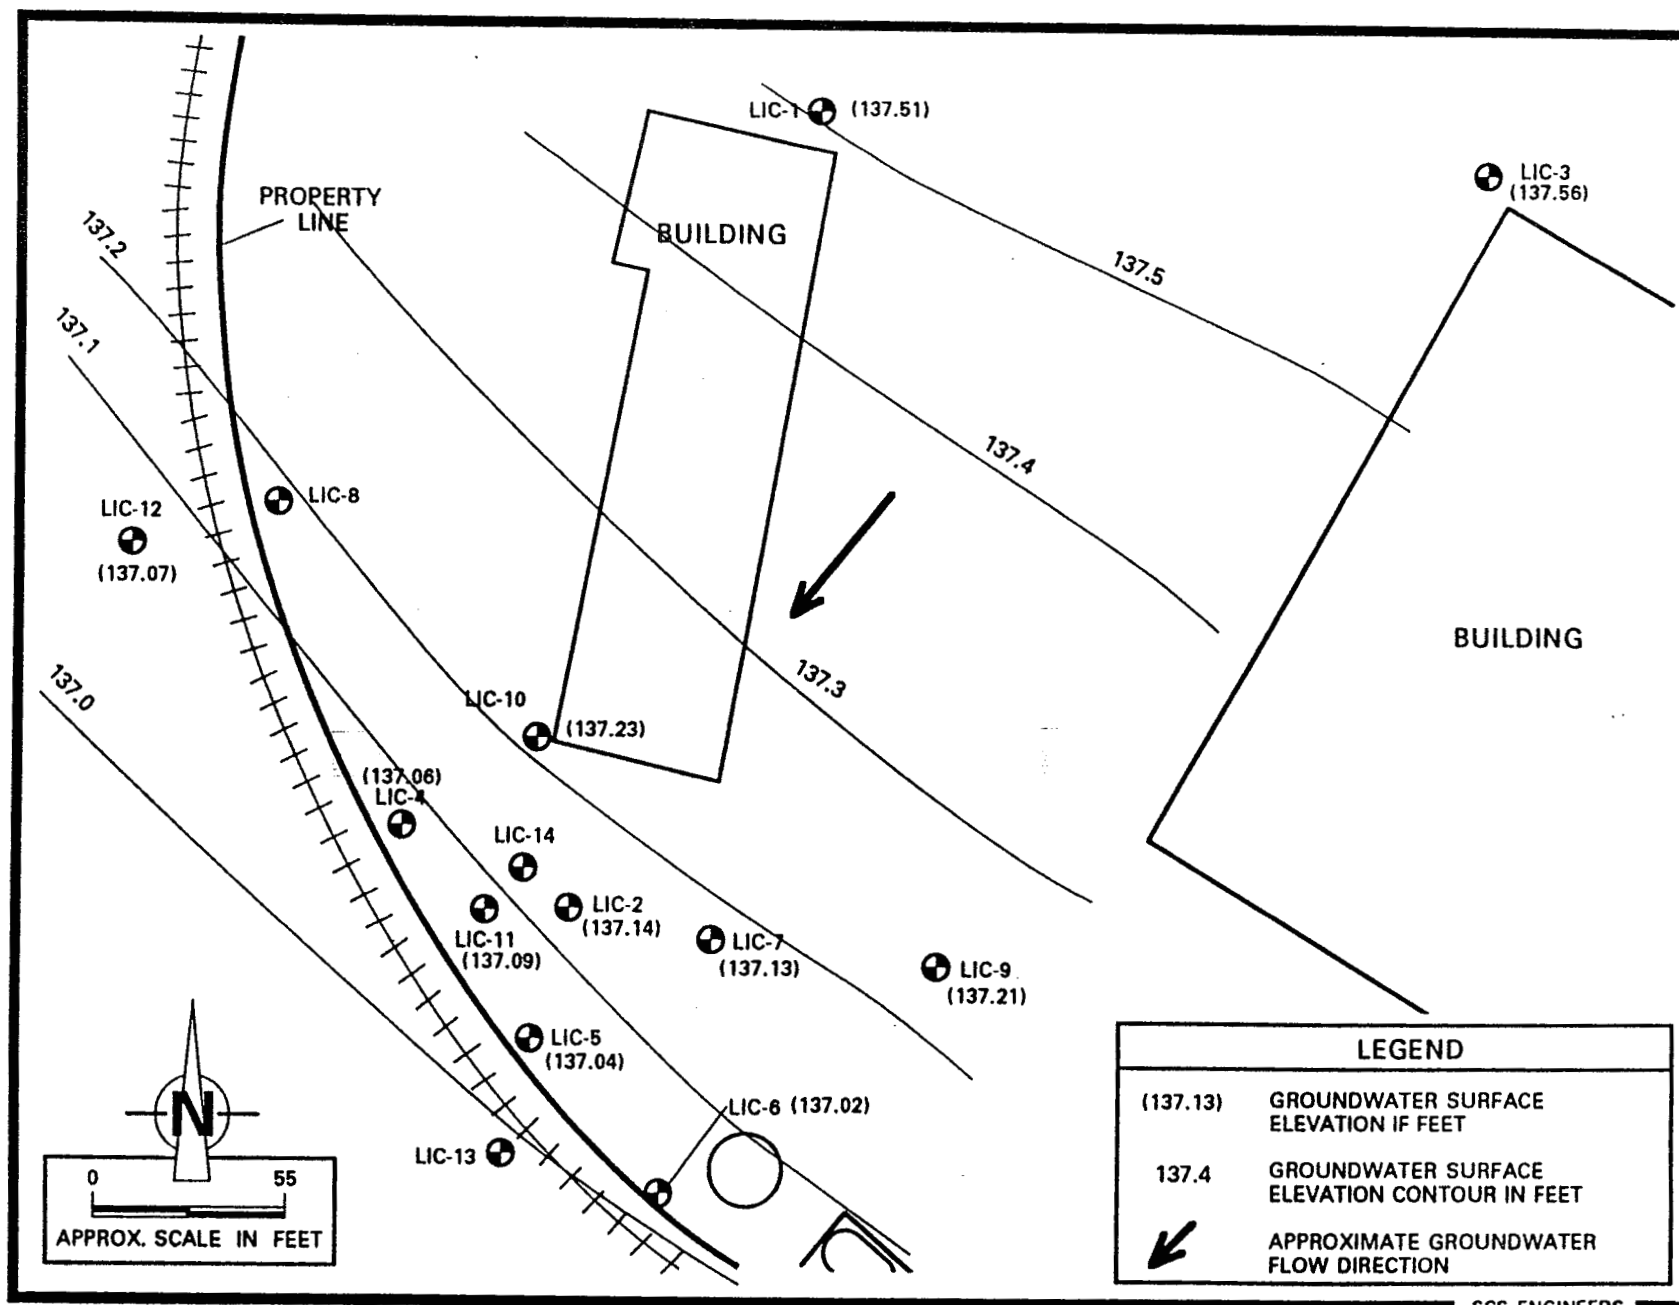 LIC-1 (137.51)
LIC-3
(137.56)
PROPERTY
LINE
BUILDING
137.2
137.5
137.1
137.4
LIC-8
LIC-12
(137.07)
BUILDING
137.3
137.0
LIC-10
(137.23)
(137.06)
LIC-4
LIC-14
LIC-2
(137.14)
LIC-11
(137.09)
LIC-7
(137.13)
LIC-9
(137.21)
LIC-5
(137.04)
LIC-6 (137.02)
LIC-13
N
0 55
APPROX. SCALE IN FEET
LEGEND
(137.13) GROUNDWATER SURFACE
ELEVATION IF FEET
137.4 GROUNDWATER SURFACE
ELEVATION CONTOUR IN FEET
APPROXIMATE GROUNDWATER
FLOW DIRECTION
SCS ENGINEERS